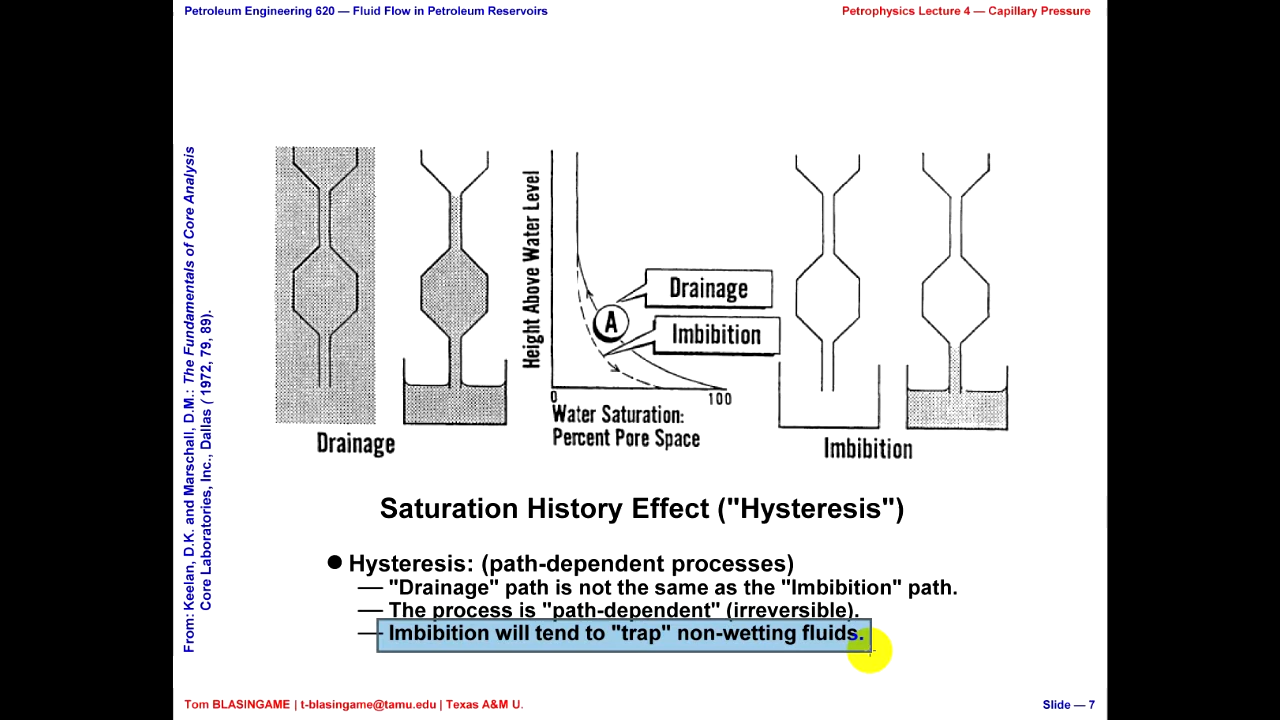 Petroleum Engineering 620 — Fluid Flow in Petroleum Reservoirs
Petrophysics Lecture 4 — Capillary Pressure
From: Keelan, D.K. and Marschall, D.M.: The Fundamentals of Core Analysis
Core Laboratories, Inc., Dallas ( 1972, 79, 89).
Height Above Water Level
Drainage
A
Imbibition
0
100
Water Saturation:
Percent Pore Space
Drainage
Imbibition
Saturation History Effect ("Hysteresis")
● Hysteresis: (path-dependent processes)
— "Drainage" path is not the same as the "Imbibition" path.
— The process is "path-dependent" (irreversible).
— Imbibition will tend to "trap" non-wetting fluids.
Tom BLASINGAME | t-blasingame@tamu.edu | Texas A&M U.
Slide — 7